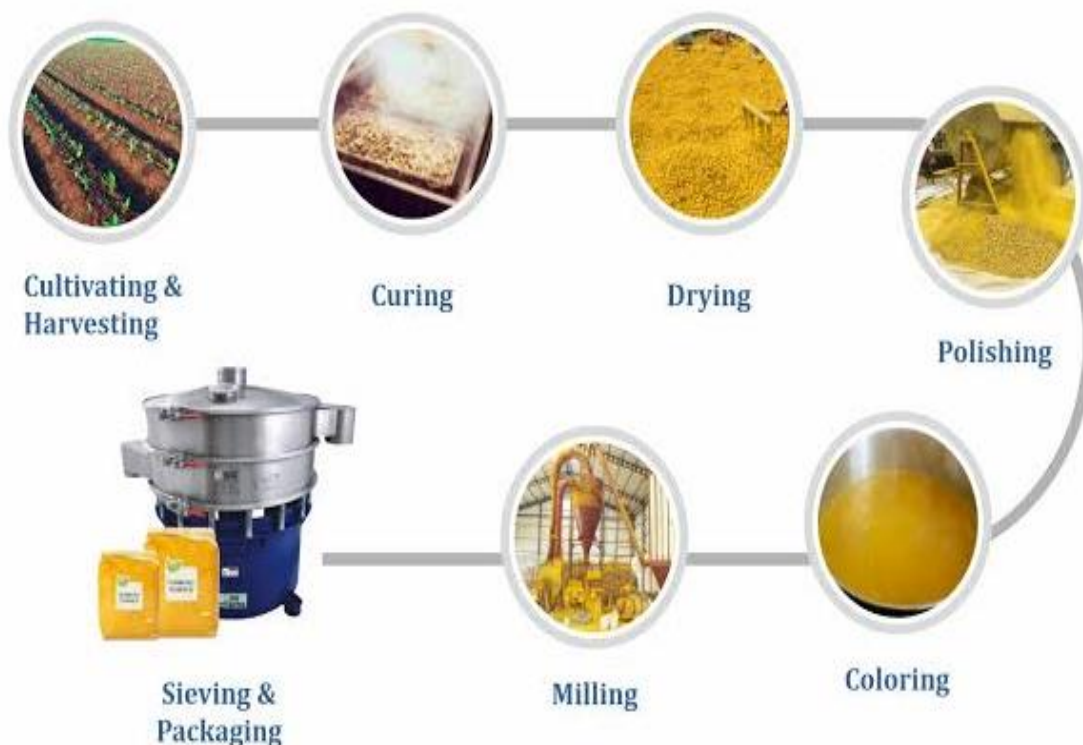 Cultivating &
Harvesting
Curing
Drying
Polishing
Coloring
Milling
Sieving &
Packaging